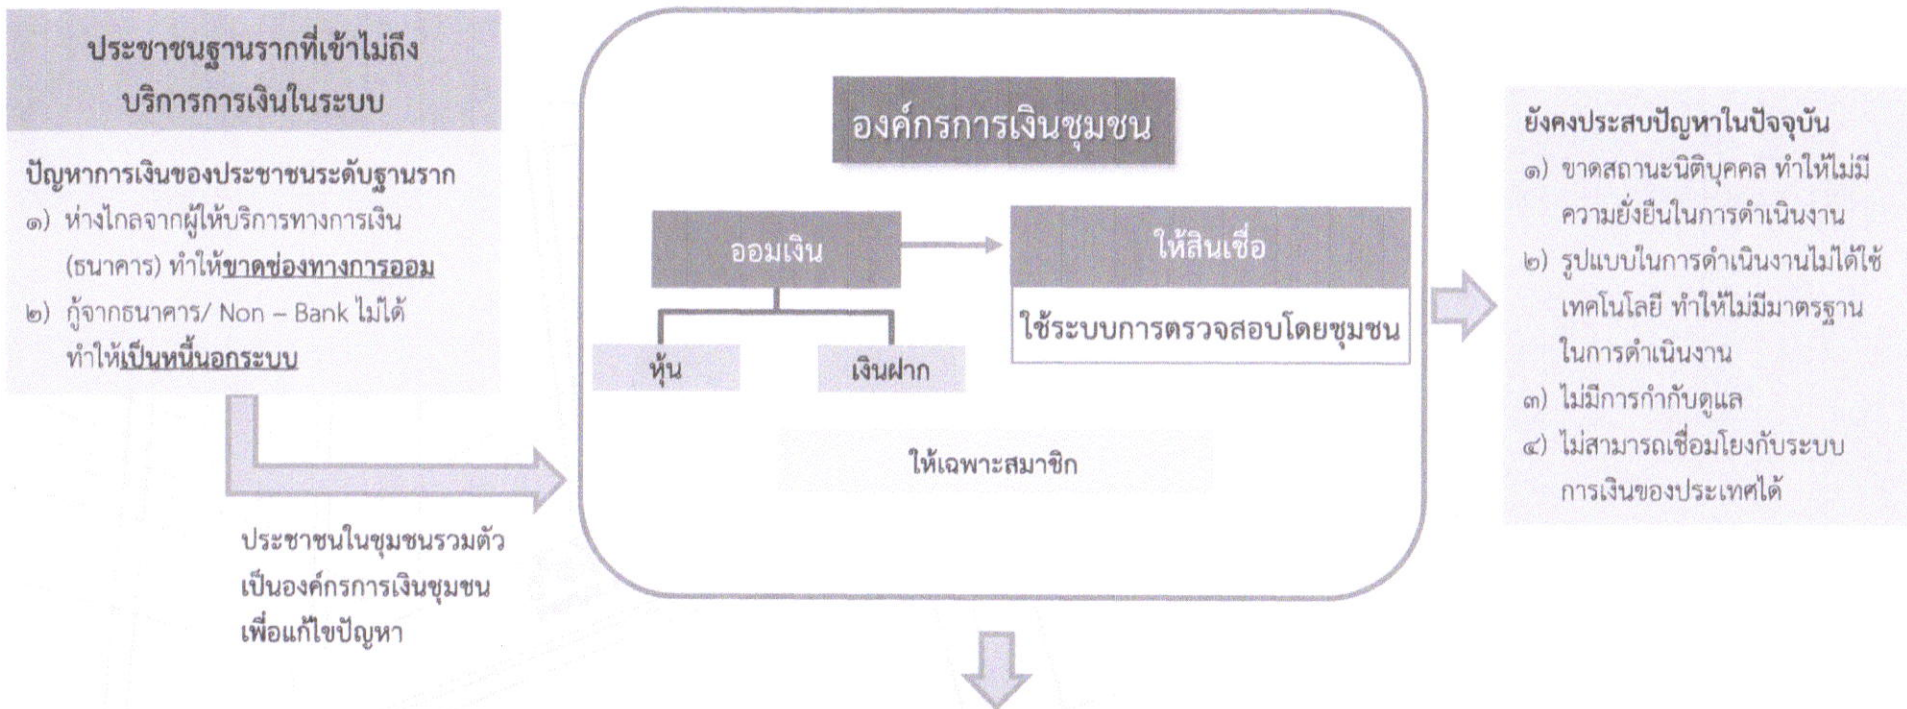 ประชาชนฐานรากที่เข้าไม่ถึง
บริการการเงินในระบบ
ปัญหาการเงินของประชาชนระดับฐานราก
๑) ห่างไกลจากผู้ให้บริการทางการเงิน
(ธนาคาร) ทำให้ขาดช่องทางการออม
๒) กู้จากธนาคาร/ Non – Bank ไม่ได้
ทำให้เป็นหนี้นอกระบบ
ประชาชนในชุมชนรวมตัว
เป็นองค์กรการเงินชุมชน
เพื่อแก้ไขปัญหา
องค์กรการเงินชุมชน
ออมเงิน
ให้สินเชื่อ
ใช้ระบบการตรวจสอบโดยชุมชน
หุ้น
เงินฝาก
ให้เฉพาะสมาชิก
ยังคงประสบปัญหาในปัจจุบัน
๑) ขาดสถานะนิติบุคคล ทำให้ไม่มี
ความยั่งยืนในการดำเนินงาน
๒) รูปแบบในการดำเนินงานไม่ได้ใช้
เทคโนโลยี ทำให้ไม่มีมาตรฐาน
ในการดำเนินงาน
๓) ไม่มีการกำกับดูแล
๔) ไม่สามารถเชื่อมโยงกับระบบ
การเงินของประเทศได้